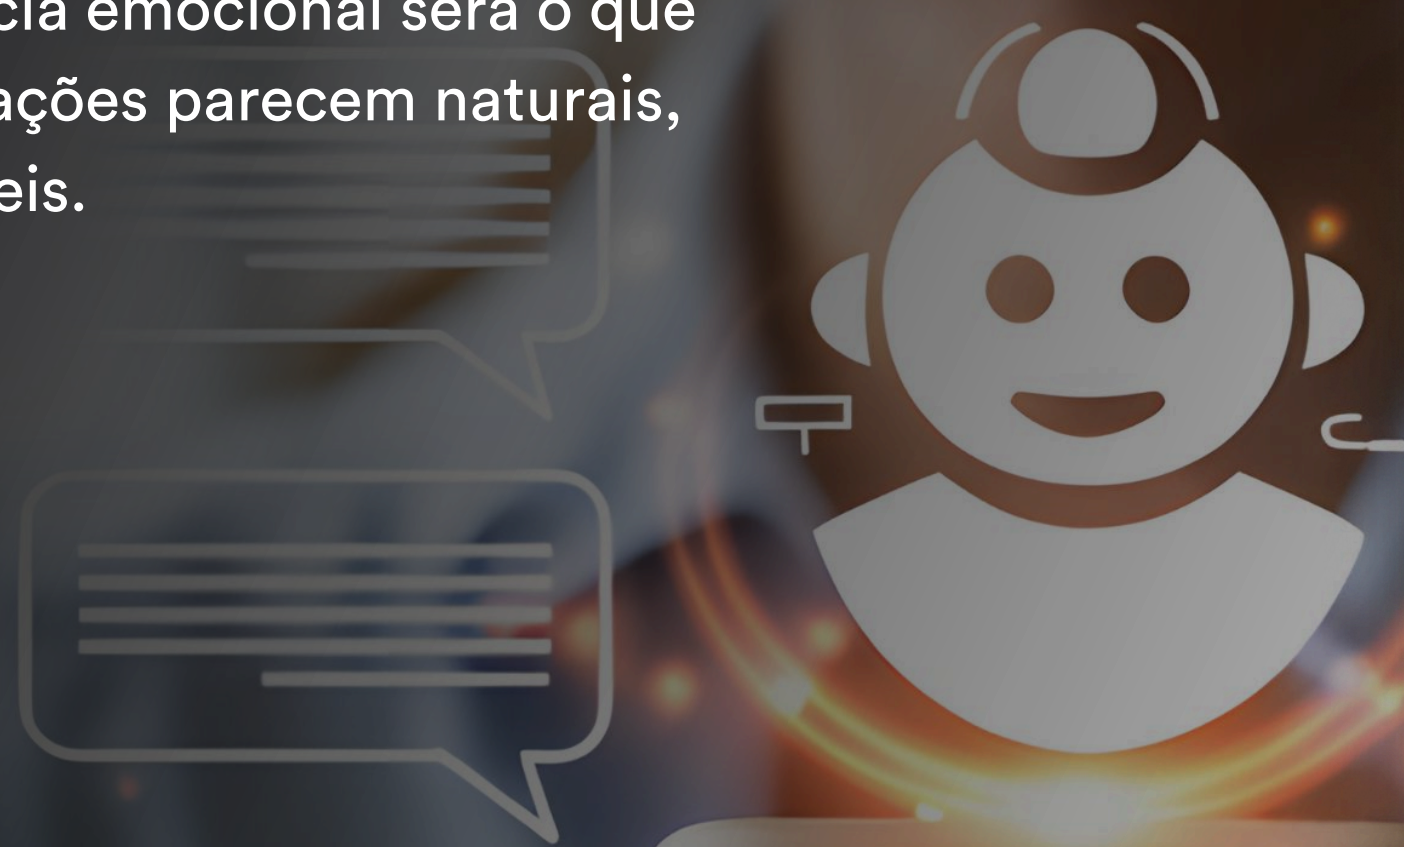 cia emocional será o que
ações parecem naturais,
eis.